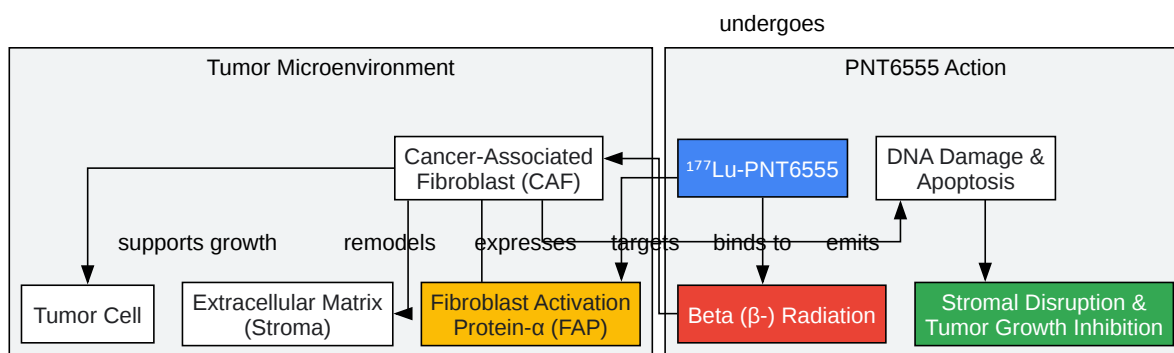 undergoes
Tumor Microenvironment
PNT6555 Action
Cancer-Associated
Fibroblast (CAF)
¹⁷⁷Lu-PNT6555
DNA Damage &
Apoptosis
supports growth
remodels
expresses
targets
binds to
emits
Tumor Cell
Extracellular Matrix
(Stroma)
Fibroblast Activation
Protein-α (FAP)
Beta (β-) Radiation
Stromal Disruption &
Tumor Growth Inhibition